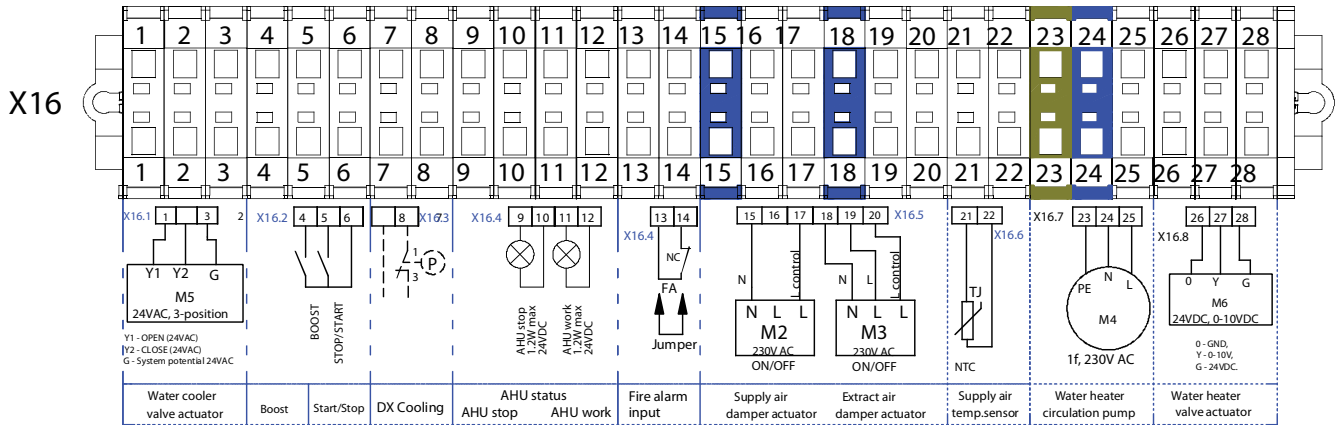 1 2 3 4 5 6 7 8 9 10 11 12 13 14 15 16 17 18 19 20 21 22 23 24 25 26 27 28
X16
1 2 3 4 5 6 7 8 9 10 11 12 13 14 15 16 17 18 19 20 21 22 23 24 25 26 27 28
X16.1 1 3 2
Y1 Y2 G
M5
24VAC, 3-position
Y1 - OPEN (24VAC)
Y2 - CLOSE (24VAC)
G - System potential 24VAC
Water cooler
valve actuator
X16.2 4 5 6
BOOST
STOP/START
Boost
Start/Stop
8 X16.3 7
1
P
3
DX Cooling
X16.4 9 10 11 12
AHU stop
1.2W max
24VDC
AHU work
1.2W max
24VDC
AHU status
AHU stop AHU work
13 14
X16.4
NC
FA
Jumper
Fire alarm
input
15 16 17 18 19 20 X16.5
N L control N L L control
N L L
M2
230V AC
ON/OFF
N L L
M3
230V AC
ON/OFF
Supply air
damper actuator
Extract air
damper actuator
21 22
X16.6
TJ
NTC
Supply air
temp.sensor
X16.7 23 24 25
PE N L
M4
1f, 230V AC
Water heater
circulation pump
26 27 28
X16.8
0 Y G
M6
24VDC, 0-10VDC
0 - GND,
Y - 0-10V,
G - 24VDC.
Water heater
valve actuator